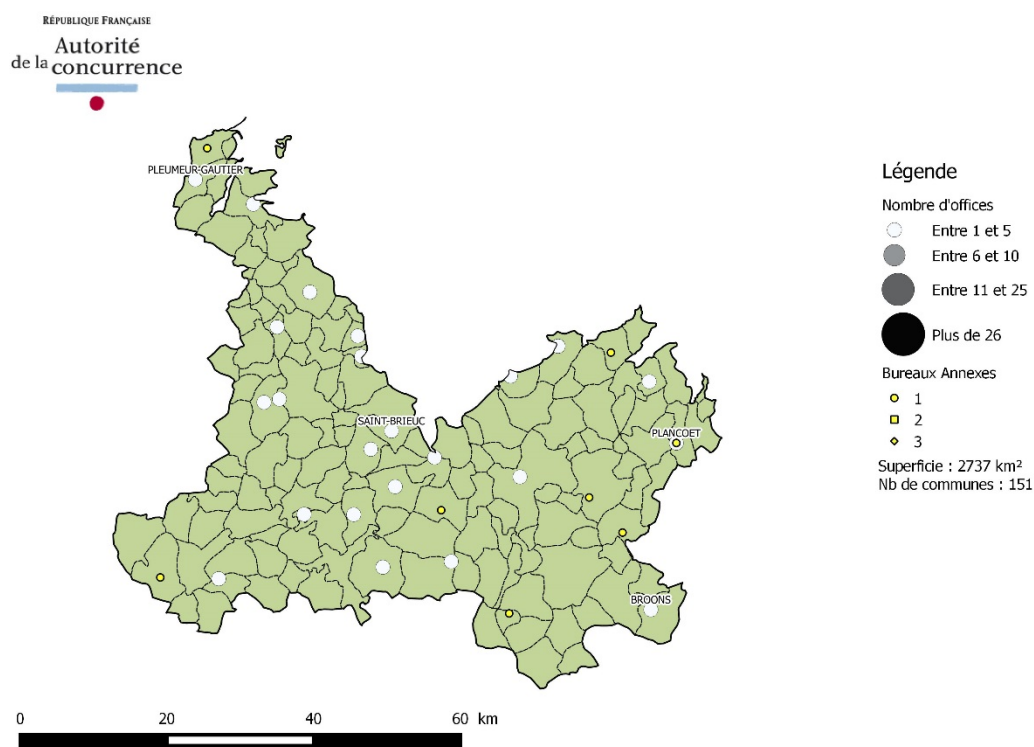 RÉPUBLIQUE FRANÇAISE
Autorité
de la concurrence
PLEUMEUR-GAUTIER
SAINT-BRIEUC
PLANCOET
BROONS
Légende
Nombre d'offices
Entre 1 et 5
Entre 6 et 10
Entre 11 et 25
Plus de 26
Bureaux Annexes
1
2
3
Superficie : 2737 km²
Nb de communes : 151
0 20 40 60 km